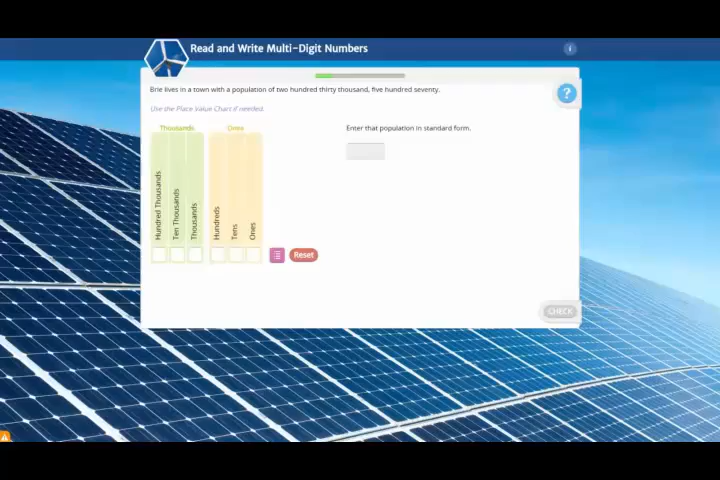 Read and Write Multi-Digit Numbers
i
Brie lives in a town with a population of two hundred thirty thousand, five hundred seventy.
?
Use the Place Value Chart if needed.
Thousands
Ones
Enter that population in standard form.
Hundred Thousands
Ten Thousands
Thousands
Hundreds
Tens
Ones
Reset
CHECK